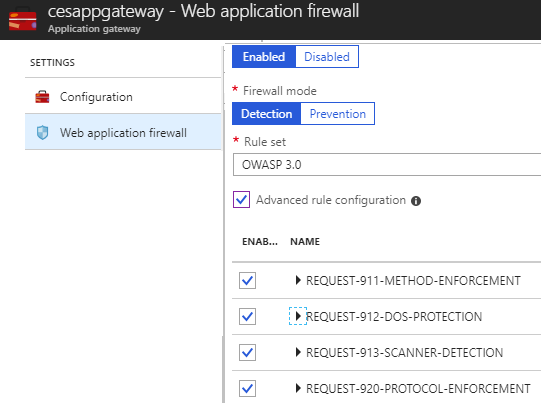 cesappgateway - Web application firewall
Application gateway
SETTINGS
Configuration
Web application firewall
Enabled Disabled
* Firewall mode
Detection Prevention
* Rule set
OWASP 3.0
Advanced rule configuration
ENAB... NAME
REQUEST-911-METHOD-ENFORCEMENT
REQUEST-912-DOS-PROTECTION
REQUEST-913-SCANNER-DETECTION
REQUEST-920-PROTOCOL-ENFORCEMENT